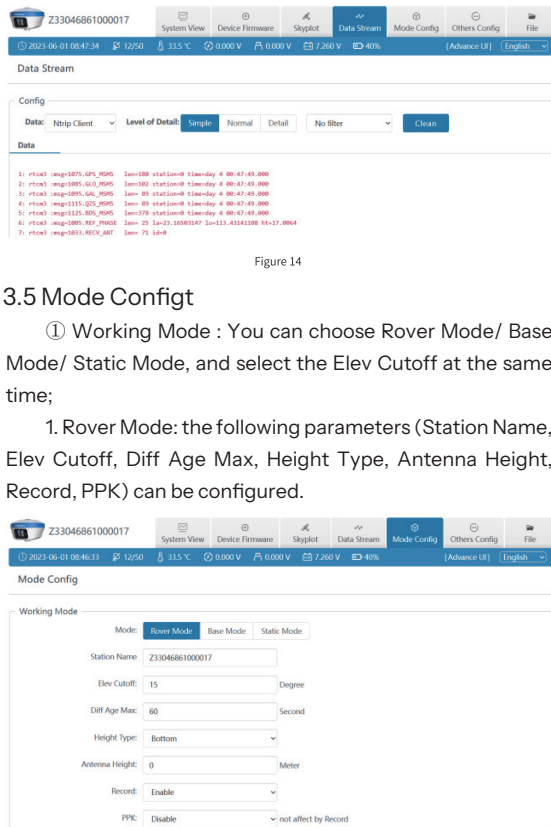 Z33046861000017
System View Device Firmware Skyplot Data Stream Mode Config Others Config File
2023-06-01 08:47:34 12/50 33.5 ℃ 0.000 V 0.000 V 7.260 V 40% [Advance UI] English
Data Stream
Config
Data: Ntrip Client Level of Detail: Simple Normal Detail No filter Clean
Data
1: rtcm3 :msg=1075.GPS_MSM5 len=180 station=0 time=day 4 00:47:49.000
2: rtcm3 :msg=1085.GLO_MSM5 len=102 station=0 time=day 4 00:47:49.000
3: rtcm3 :msg=1095.GAL_MSM5 len= 89 station=0 time=day 4 00:47:49.000
4: rtcm3 :msg=1115.QZS_MSM5 len= 89 station=0 time=day 4 00:47:49.000
5: rtcm3 :msg=1125.BDS_MSM5 len=378 station=0 time=day 4 00:47:49.000
6: rtcm3 :msg=1005.REF_PHASE len= 25 la=23.16503147 lo=113.43141108 ht=17.0064
7: rtcm3 :msg=1033.RECV_ANT len= 71 id=0
Figure 14
3.5 Mode Configt
① Working Mode : You can choose Rover Mode/ Base
Mode/ Static Mode, and select the Elev Cutoff at the same
time;
1. Rover Mode: the following parameters (Station Name,
Elev Cutoff, Diff Age Max, Height Type, Antenna Height,
Record, PPK) can be configured.
Z33046861000017
System View Device Firmware Skyplot Data Stream Mode Config Others Config File
2023-06-01 08:46:33 12/50 33.5 ℃ 0.000 V 0.000 V 7.260 V 40% [Advance UI] English
Mode Config
Working Mode
Mode: Rover Mode Base Mode Static Mode
Station Name Z33046861000017
Elev Cutoff: 15 Degree
Diff Age Max: 60 Second
Height Type: Bottom
Antenna Height: 0 Meter
Record: Enable
PPK: Disable not affect by Record